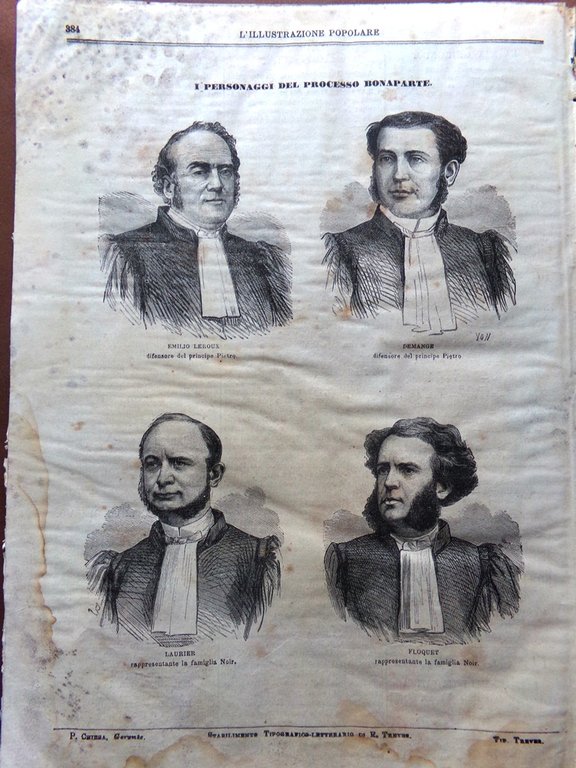 384
L'ILLUSTRAZIONE POPOLARE
I PERSONAGGI DEL PROCESSO BONAPARTE.
EMILIO LEROUX
difensore del principe Pietro.
DEMANGE
difensore del principe Pietro
LAURIER
rappresentante la famiglia Noir.
FLOQUET
rappresentante la famiglia Noir.
P. CHIESA, Gerente.
STABILIMENTO TIPOGRAFICO-LETTERARIO DI E. TREVES.
TIP. TREVES.